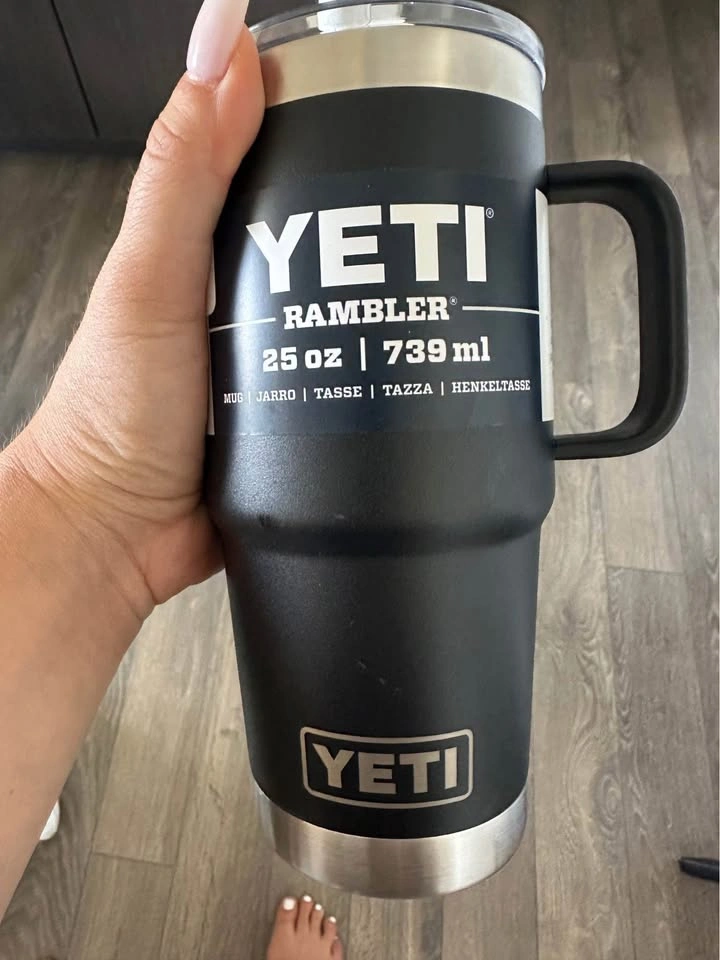 YETI®
RAMBLER®
25 oz | 739 ml
MUG | JARRO | TASSE | TAZZA | HENKELTASSE
YETI